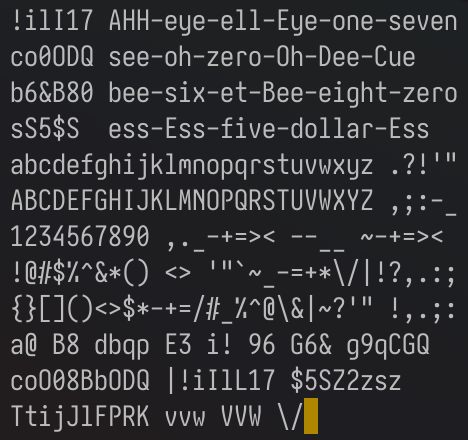 !ilI17 AHH-eye-ell-Eye-one-seven
co0ODQ see-oh-zero-Oh-Dee-Cue
b6&B80 bee-six-et-Bee-eight-zero
sS5$S  ess-Ess-five-dollar-Ess
abcdefghijklmnopqrstuvwxyz .?!'"
ABCDEFGHIJKLMNOPQRSTUVWXYZ ,;:-_
1234567890 ,._-+=>< --__ ~-+=><
!@#$%^&*() <> '"`~_-=+*\/|!?,.:;
{}[]()<>$*-+=/#_%^@\&|~?'" !,.;:
a@ B8 dbqp E3 i! 96 G6& g9qCGQ
coO08BbODQ |!iIlL17 $5SZ2zsz
TtijJlFPRK vvw VVW \/